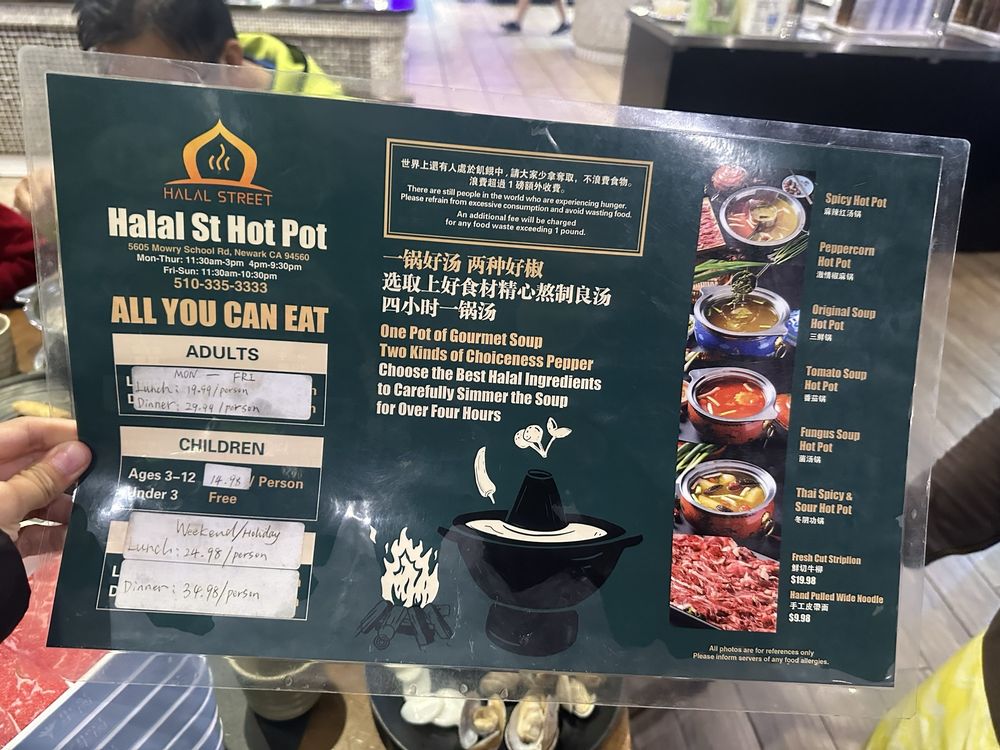 HALAL STREET
Halal St Hot Pot
5605 Mowry School Rd, Newark CA 94560
Mon-Thur: 11:30am-3pm 4pm-9:30pm
Fri-Sun: 11:30am-10:30pm
510-335-3333
ALL YOU CAN EAT
ADULTS
MON — FRI
Lunch: 19.99/person
Dinner: 29.99/person
CHILDREN
Ages 3-12 14.98 / Person
Under 3 Free
Weekend/Holiday
Lunch: 24.98/person
Dinner: 34.98/person
世界上還有人處於飢餓中，請大家少拿奪取，不浪費食物。
浪費超過 1 磅額外收費。
There are still people in the world who are experiencing hunger.
Please refrain from excessive consumption and avoid wasting food.
An additional fee will be charged
for any food waste exceeding 1 pound.
一锅好汤 两种好椒
选取上好食材精心熬制良汤
四小时一锅汤
One Pot of Gourmet Soup
Two Kinds of Choiceness Pepper
Choose the Best Halal Ingredients
to Carefully Simmer the Soup
for Over Four Hours
Spicy Hot Pot
麻辣红汤锅
Peppercorn
Hot Pot
激情椒麻锅
Original Soup
Hot Pot
三鲜锅
Tomato Soup
Hot Pot
番茄锅
Fungus Soup
Hot Pot
菌汤锅
Thai Spicy &
Sour Hot Pot
冬阴功锅
Fresh Cut Striplion
鲜切牛柳
$19.98
Hand Pulled Wide Noodle
手工皮帶面
$9.98
All photos are for references only
Please inform servers of any food allergies.